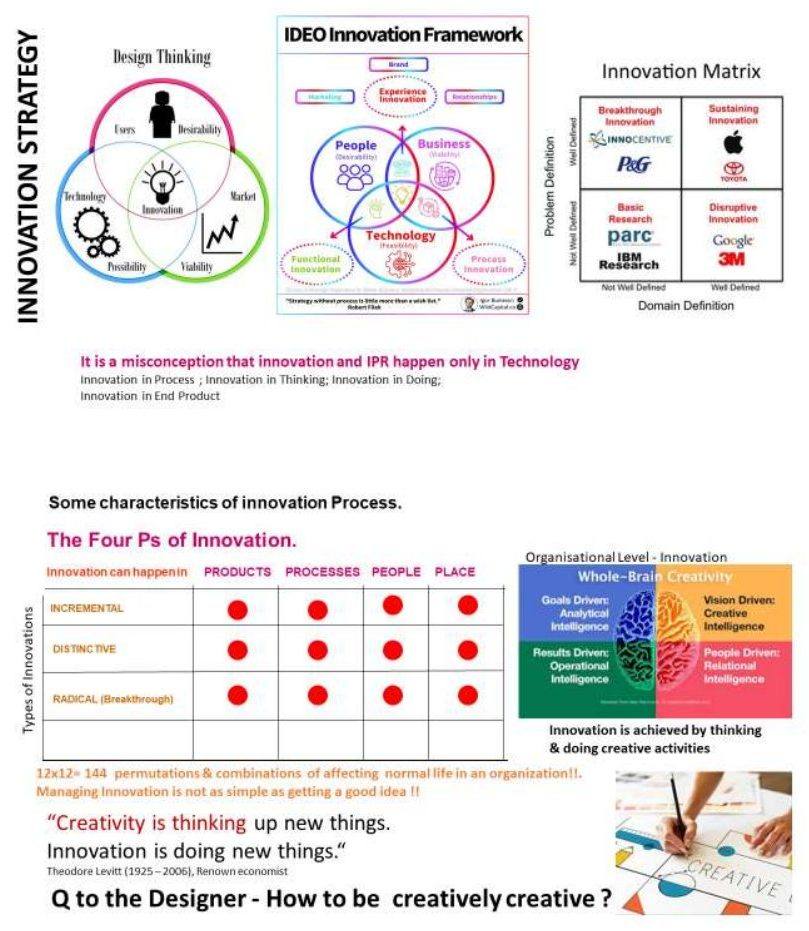 INNOVATION STRATEGY
Design Thinking
Users
Desirability
Technology
Innovation
Market
Possibility
Viability
IDEO Innovation Framework
Brand
Marketing
Experience
Innovation
Relationships
People
(Desirability)
Business
(Viability)
Technology
(Feasibility)
Functional
Innovation
Process
Innovation
"Strategy without process is little more than a wish list."
Robert Filek
Innovation Matrix
Problem Definition
Well Defined
Not Well Defined
Breakthrough
Innovation
INNOCENTIVE
P&G
Sustaining
Innovation
TOYOTA
Basic
Research
parc
IBM
Research
Disruptive
Innovation
Google
3M
Not Well Defined
Well Defined
Domain Definition
It is a misconception that innovation and IPR happen only in Technology
Innovation in Process ; Innovation in Thinking; Innovation in Doing;
Innovation in End Product
Some characteristics of innovation Process.
The Four Ps of Innovation.
Innovation can happen in PRODUCTS PROCESSES PEOPLE PLACE
Types of Innovations
INCREMENTAL
DISTINCTIVE
RADICAL (Breakthrough)
Organisational Level - Innovation
Whole-Brain Creativity
Goals Driven:
Analytical
Intelligence
Vision Driven:
Creative
Intelligence
Results Driven:
Operational
Intelligence
People Driven:
Relational
Intelligence
Innovation is achieved by thinking
& doing creative activities
12x12= 144 permutations & combinations of affecting normal life in an organization!!.
Managing Innovation is not as simple as getting a good idea !!
"Creativity is thinking up new things.
Innovation is doing new things."
Theodore Levitt (1925 – 2006), Renown economist
CREATIVE
Q to the Designer - How to be creatively creative ?